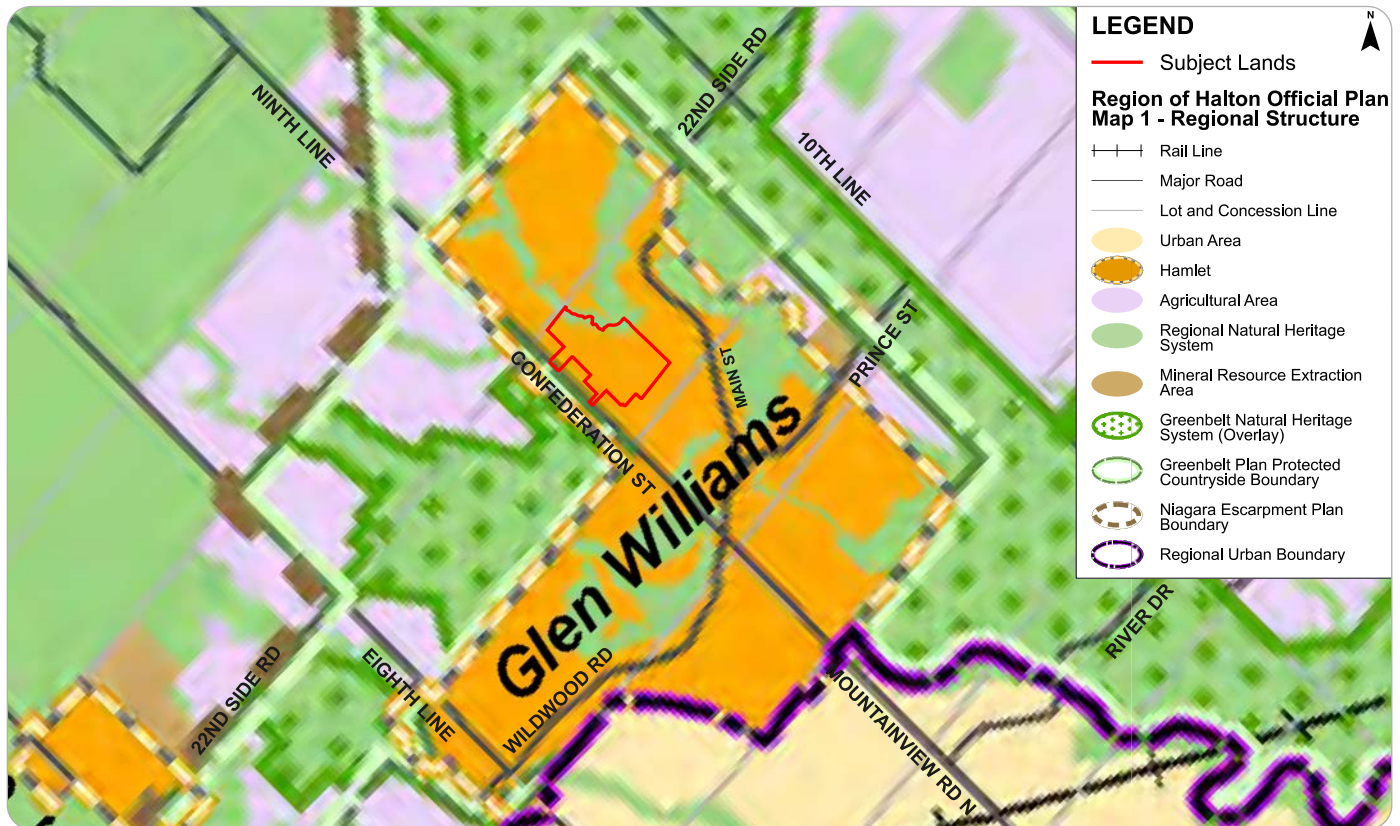 LEGEND
N
Subject Lands
Region of Halton Official Plan
Map 1 - Regional Structure
Rail Line
Major Road
Lot and Concession Line
Urban Area
Hamlet
Agricultural Area
Regional Natural Heritage
System
Mineral Resource Extraction
Area
Greenbelt Natural Heritage
System (Overlay)
Greenbelt Plan Protected
Countryside Boundary
Niagara Escarpment Plan
Boundary
Regional Urban Boundary
22ND SIDE RD
NINTH LINE
10TH LINE
PRINCE ST
MAIN ST
CONFEDERATION ST
Glen Williams
RIVER DR
22ND SIDE RD
EIGHTH LINE
WILDWOOD RD
MOUNTAINVIEW RD N